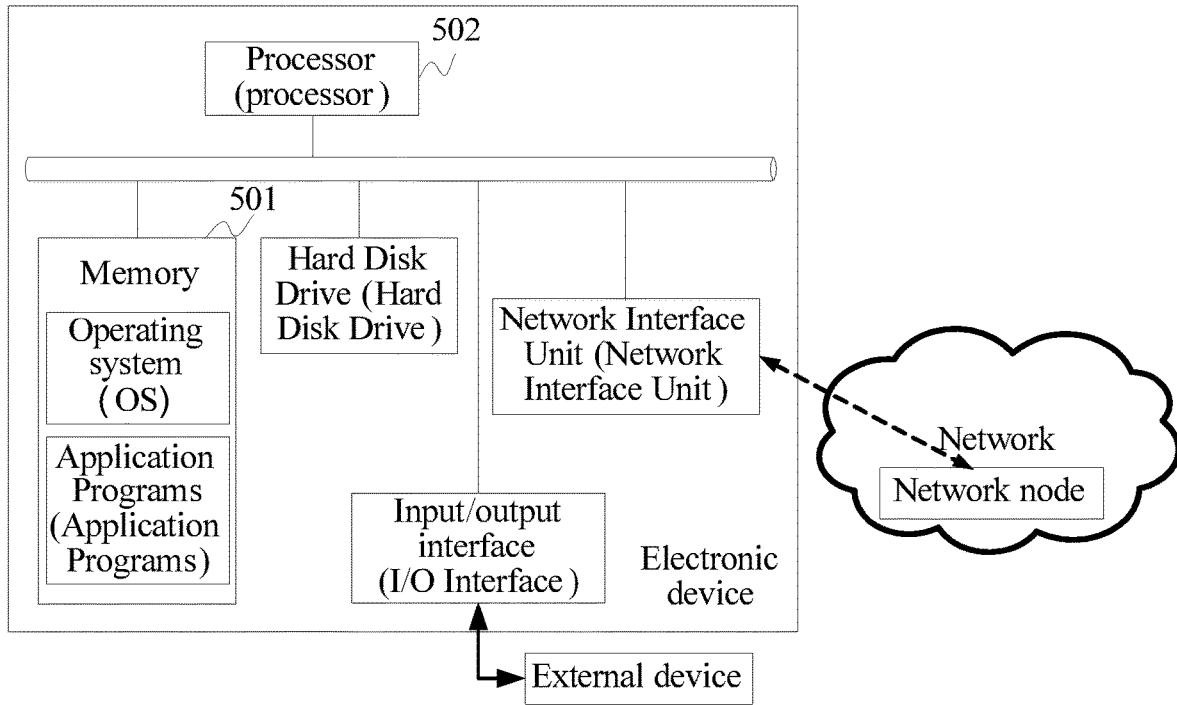 502
Processor
(processor)
501
Memory
Operating
system
(OS)
Application
Programs
(Application
Programs)
Hard Disk
Drive (Hard
Disk Drive)
Network Interface
Unit (Network
Interface Unit)
Input/output
interface
(I/O Interface)
Electronic
device
Network
Network node
External device